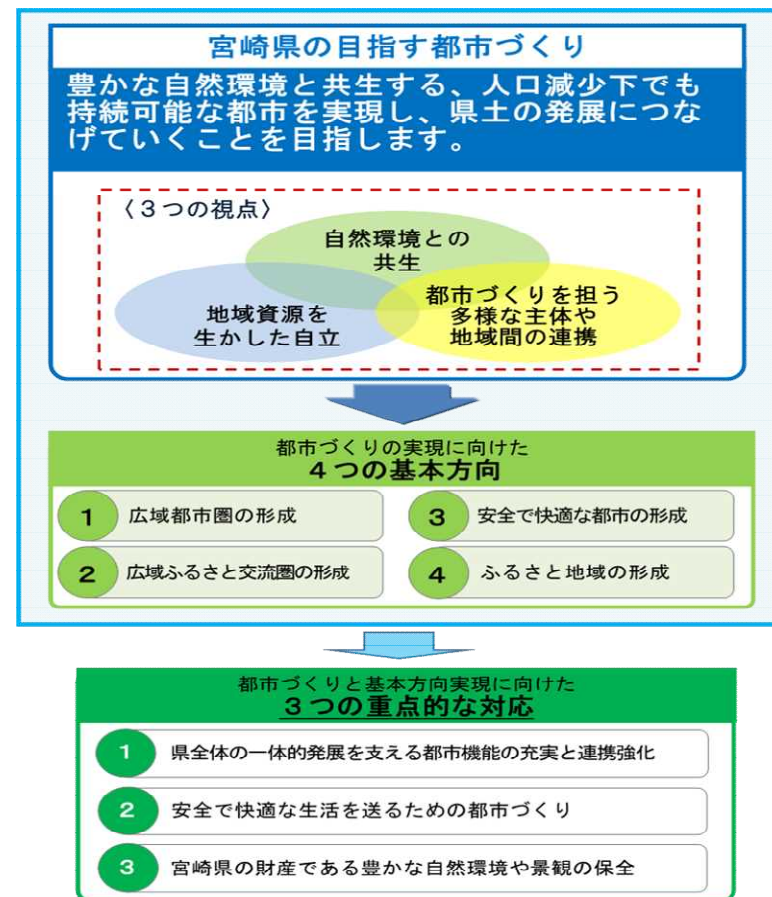 宮崎県の目指す都市づくり
豊かな自然環境と共生する、人口減少下でも
持続可能な都市を実現し、県土の発展につな
げていくことを目指します。
〈３つの視点〉
自然環境との
共生
地域資源を
生かした自立
都市づくりを担う
多様な主体や
地域間の連携
都市づくりの実現に向けた
４つの基本方向
1 広域都市圏の形成
2 広域ふるさと交流圏の形成
3 安全で快適な都市の形成
4 ふるさと地域の形成
都市づくりと基本方向実現に向けた
３つの重点的な対応
1 県全体の一体的発展を支える都市機能の充実と連携強化
2 安全で快適な生活を送るための都市づくり
3 宮崎県の財産である豊かな自然環境や景観の保全